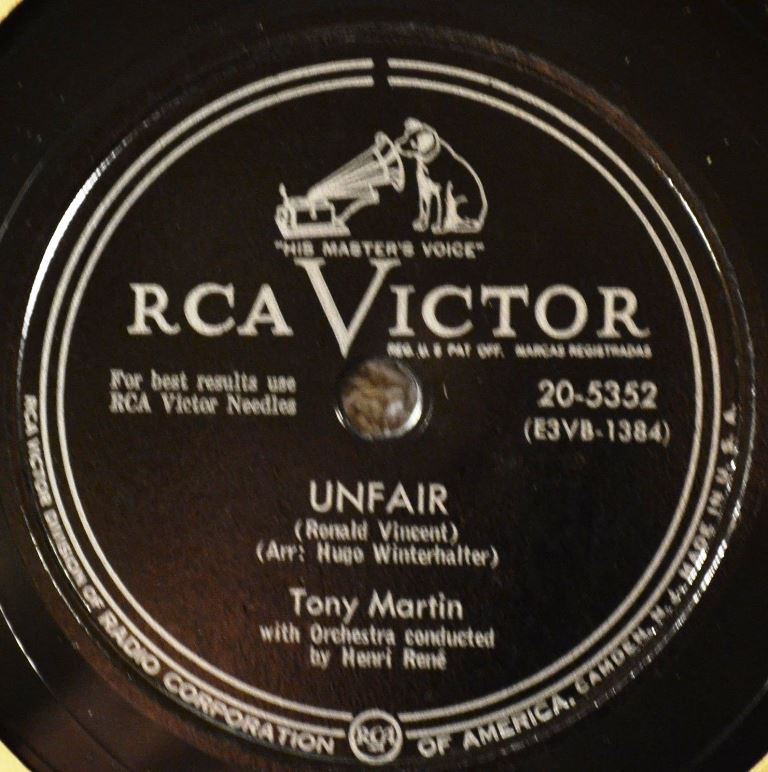 "HIS MASTER'S VOICE"
RCA VICTOR
REG. U. S. PAT. OFF. MARCAS REGISTRADAS
For best results use
RCA Victor Needles
20-5352
(E3VB-1384)
UNFAIR
(Ronald Vincent)
(Arr: Hugo Winterhalter)
Tony Martin
with Orchestra conducted
by Henri René
RCA VICTOR DIVISION OF RADIO CORPORATION RCA OF AMERICA, CAMDEN, N. J. MADE IN U. S. A.